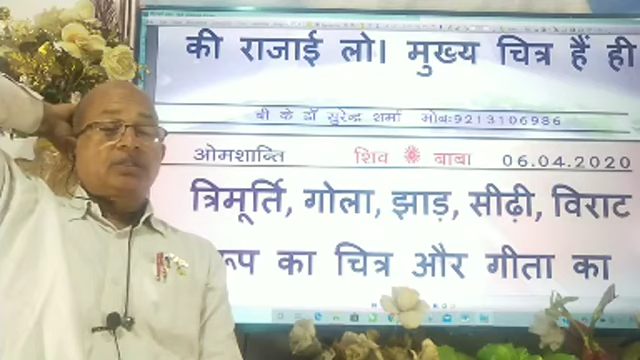 की राजाई लो। मुख्य चित्र हैं ही
बी के डॉ सुरेन्द्र शर्मा मोबः9213106986
ओमशान्ति शिव बाबा 06.04.2020
त्रिमूर्ति, गोला, झाड़, सीढ़ी, विराट
रूप का चित्र और गीता का